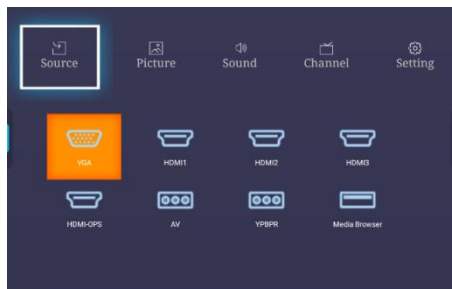 Source Picture Sound Channel Setting
VGA HDMI1 HDMI2 HDMI3
HDMI-OPS AV YPBPR Media Browser